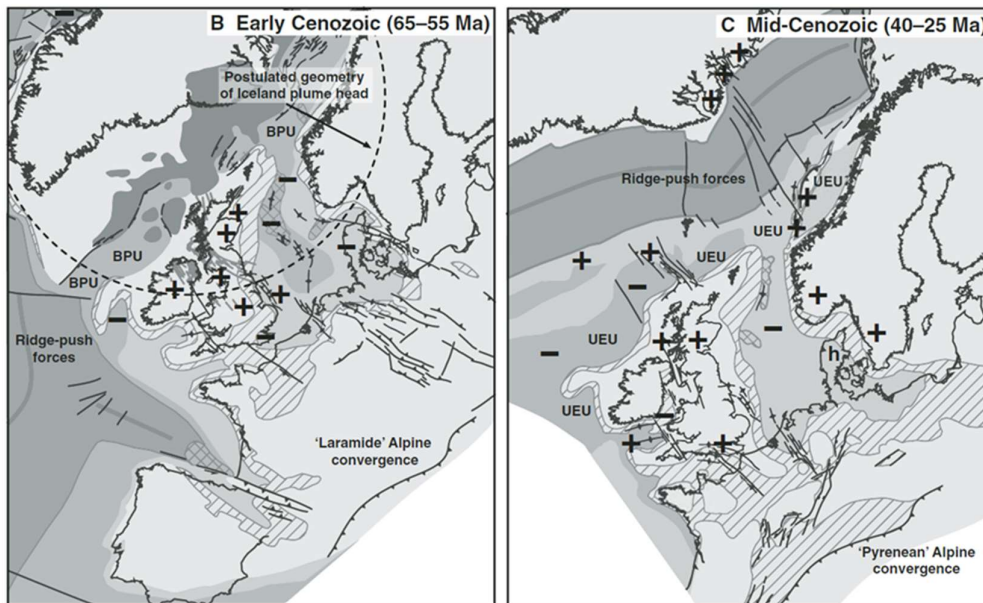 B Early Cenozoic (65–55 Ma)
Postulated geometry
of Iceland plume head
BPU
BPU
BPU
Ridge-push
forces
‘Laramide’ Alpine
convergence
C Mid-Cenozoic (40–25 Ma)
Ridge-push forces
UEU
UEU
UEU
UEU
UEU
h
‘Pyrenean’ Alpine
convergence